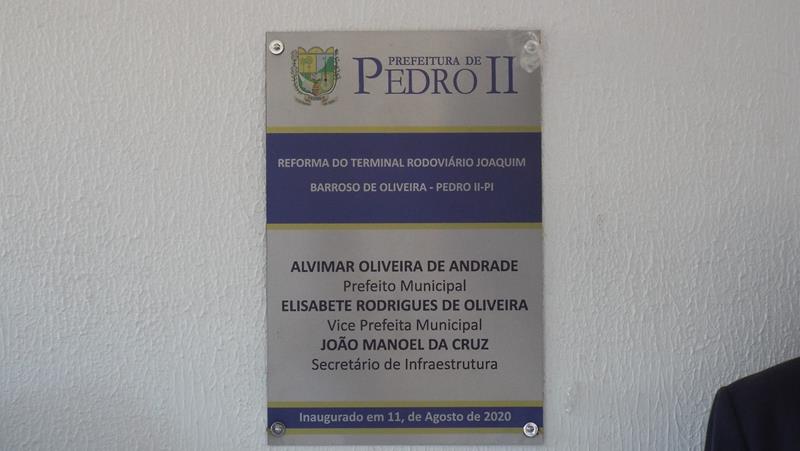 PREFEITURA DE
PEDRO II
REFORMA DO TERMINAL RODOVIÁRIO JOAQUIM
BARROSO DE OLIVEIRA - PEDRO II-PI
ALVIMAR OLIVEIRA DE ANDRADE
Prefeito Municipal
ELISABETE RODRIGUES DE OLIVEIRA
Vice Prefeita Municipal
JOÃO MANOEL DA CRUZ
Secretário de Infraestrutura
Inaugurado em 11, de Agosto de 2020